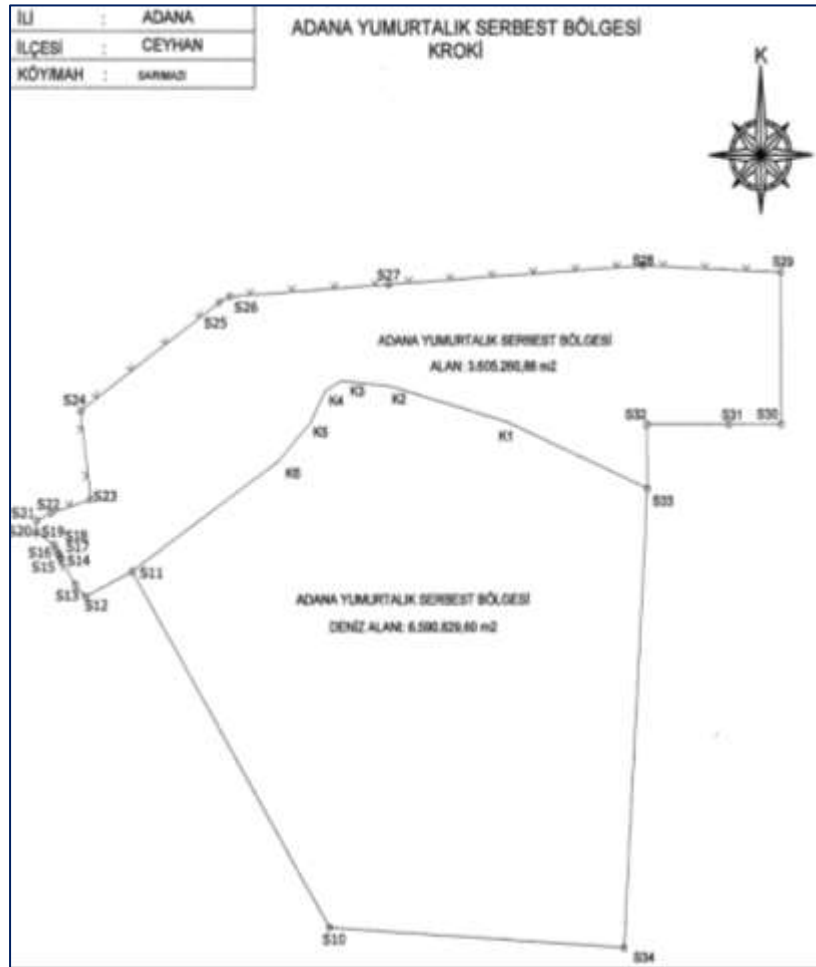 İLİ : ADANA
İLÇESİ : CEYHAN
KÖY/MAH : SARIMAZI
ADANA YUMURTALIK SERBEST BÖLGESİ
KROKİ
K
S28
S29
S27
S26
S25
ADANA YUMURTALIK SERBEST BÖLGESİ
ALAN: 3.605.260,88 m2
K3
K2
K4
S24
S32
S31
S30
K5
K1
K6
S23
S33
S22
S21
S20
S19
S18
S17
S16
S14
S15
S11
S13
S12
ADANA YUMURTALIK SERBEST BÖLGESİ
DENİZ ALANI: 6.590.829,60 m2
S10
S34